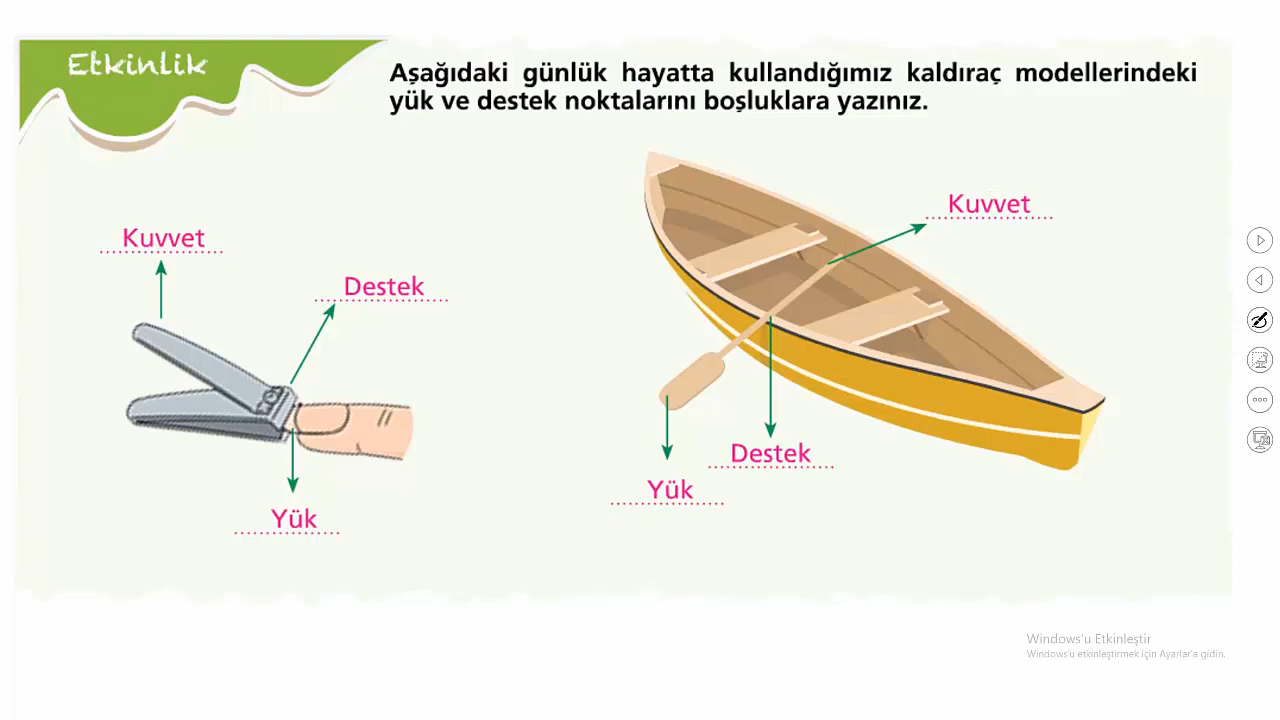 Etkinlik
Aşağıdaki günlük hayatta kullandığımız kaldıraç modellerindeki
yük ve destek noktalarını boşluklara yazınız.
Kuvvet
Destek
Yük
Kuvvet
Destek
Yük
Windows'u Etkinleştir
Windows'u etkinleştirmek için Ayarlar'a gidin.